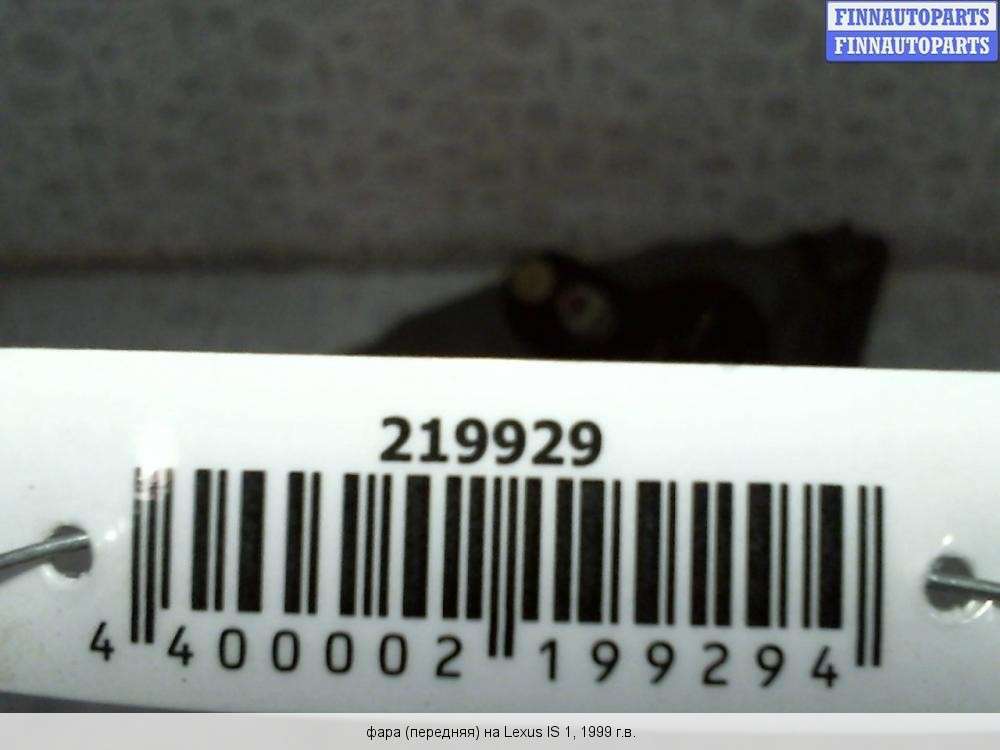 FINNAUTOPARTS
FINNAUTOPARTS
219929
4 400002 199294
фара (передняя) на Lexus IS 1, 1999 г.в.